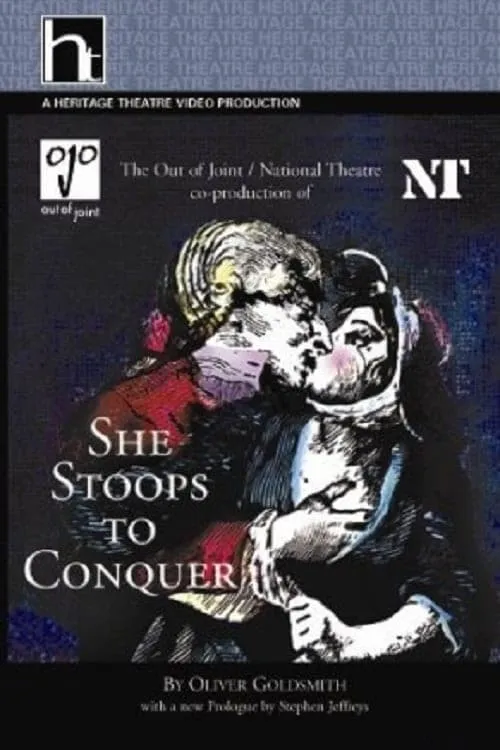 THEATRE HERITAGE THEATRE HERITAGE THEATRE
ht
A HERITAGE THEATRE VIDEO PRODUCTION
ojo
out of joint
The Out of Joint / National Theatre
co-production of
NT
SHE
STOOPS
TO
CONQUER
BY OLIVER GOLDSMITH
with a new Prologue by Stephen Jeffreys